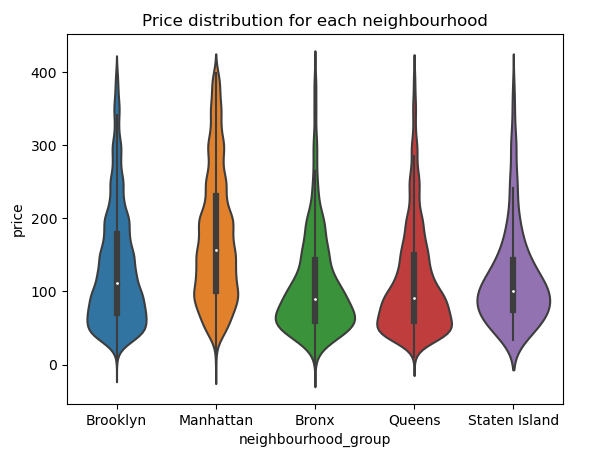 Price distribution for each neighbourhood
400
300
200
100
0
price
Brooklyn Manhattan Bronx Queens Staten Island
neighbourhood_group